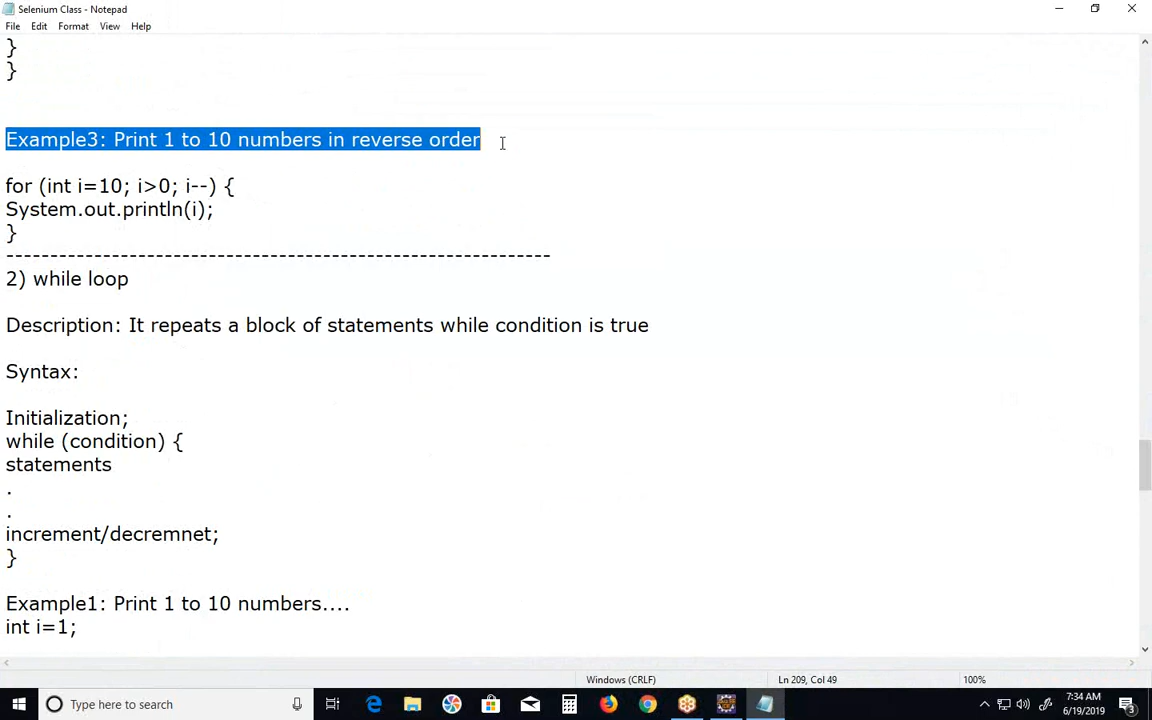 Selenium Class - Notepad
File Edit Format View Help
}
}
Example3: Print 1 to 10 numbers in reverse order
for (int i=10; i>0; i--) {
System.out.println(i);
}
-----------------------------------------------------------
2) while loop
Description: It repeats a block of statements while condition is true
Syntax:
Initialization;
while (condition) {
statements
.
.
increment/decremnet;
}
Example1: Print 1 to 10 numbers....
int i=1;
Windows (CRLF) Ln 209, Col 49 100%
Type here to search
7:34 AM
6/19/2019
3